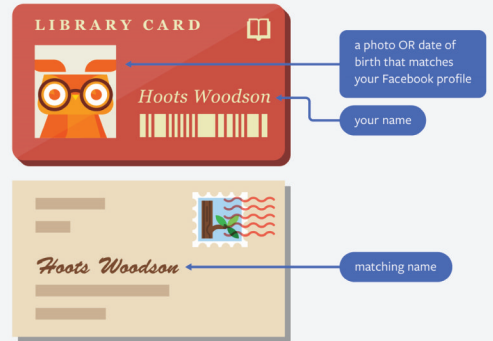 LIBRARY CARD
a photo OR date of
birth that matches
your Facebook profile
Hoots Woodson
your name
Hoots Woodson
matching name